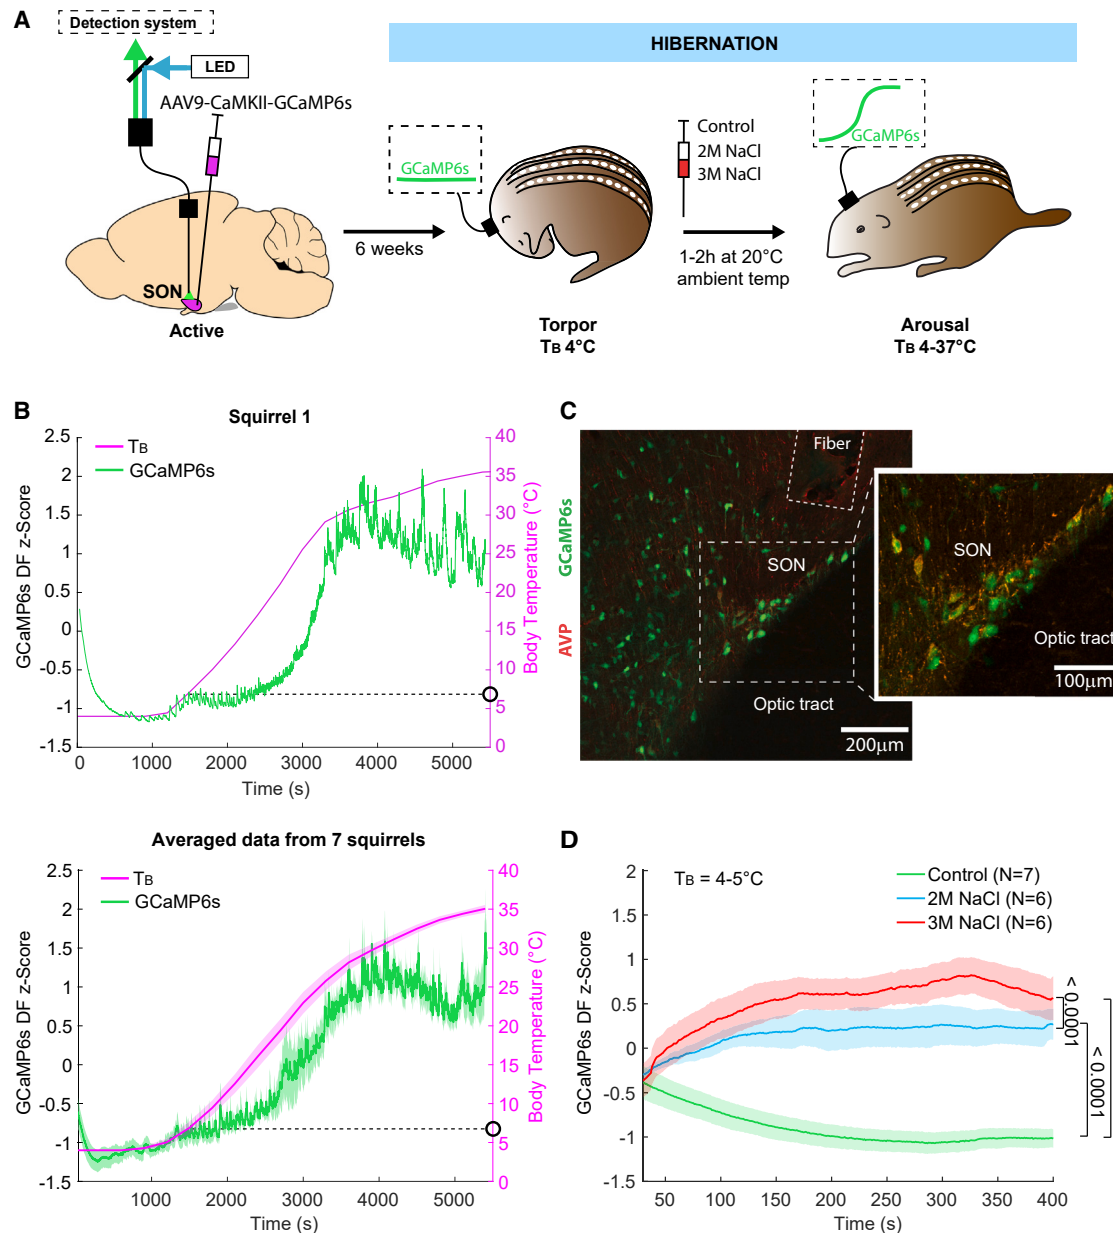 A
Detection system
LED
AAV9-CaMKII-GCaMP6s
SON
Active
6 weeks
HIBERNATION
GCaMP6s
Torpor
TB 4°C
Control
2M NaCl
3M NaCl
1-2h at 20°C
ambient temp
GCaMP6s
Arousal
TB 4-37°C
B
Squirrel 1
TB
GCaMP6s
GCaMP6s DF z-Score
2.5
2
1.5
1
0.5
0
-0.5
-1
-1.5
0 1000 2000 3000 4000 5000
Time (s)
40
35
30
25
20
15
10
5
0
Body Temperature (°C)
C
GCaMP6s
AVP
Fiber
SON
Optic tract
200μm
SON
Optic tract
100μm
Averaged data from 7 squirrels
TB
GCaMP6s
GCaMP6s DF z-Score
2.5
2
1.5
1
0.5
0
-0.5
-1
-1.5
1000 2000 3000 4000 5000
Time (s)
40
35
30
25
20
15
10
5
0
Body Temperature (°C)
D
TB = 4-5°C
Control (N=7)
2M NaCl (N=6)
3M NaCl (N=6)
GCaMP6s DF z-Score
2
1.5
1
0.5
0
-0.5
-1
-1.5
50 100 150 200 250 300 350 400
Time (s)
< 0.0001
< 0.0001